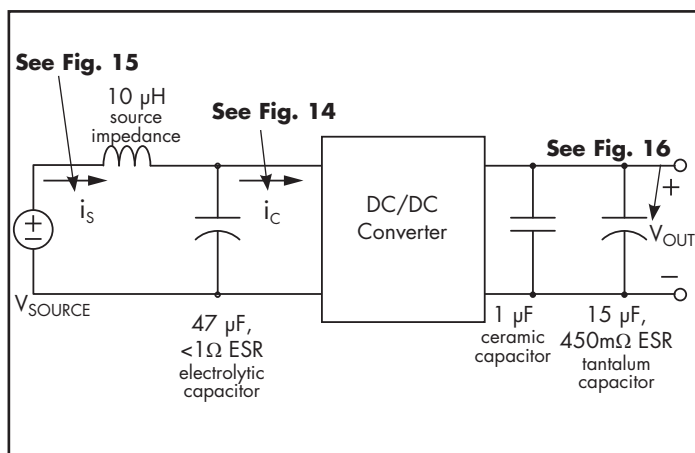 See Fig. 15
10 µH
source
impedance
See Fig. 14
See Fig. 16
iS
iC
DC/DC
Converter
+
VOUT
−
VSOURCE
47 µF,
<1Ω ESR
electrolytic
capacitor
1 µF
ceramic
capacitor
15 µF,
450mΩ ESR
tantalum
capacitor